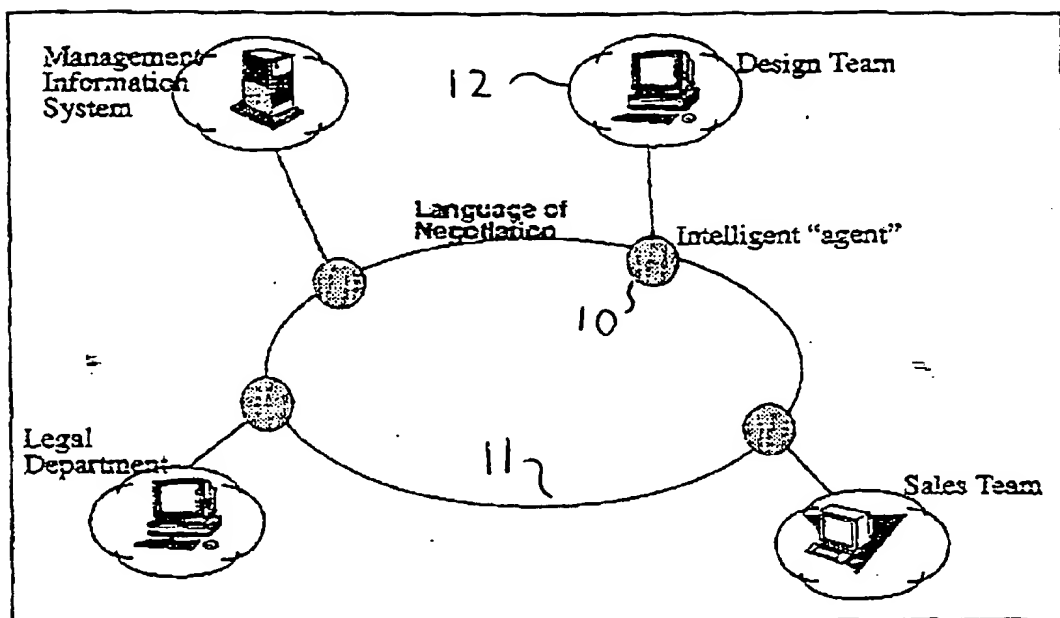 Management
Information
System
12
Design Team
Language of
Negotiation
Intelligent "agent"
10
Legal
Department
11
Sales Team